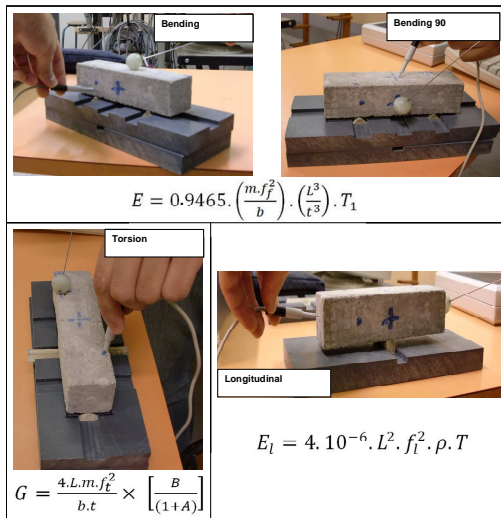 Bending
Bending 90
E = 0.9465. (m.f_f^2 / b) . (L^3 / t^3) . T_1
Torsion
Longitudinal
G = 4.L.m.f_t^2 / b.t × [B / (1+A)]
E_l = 4. 10^-6. L^2. f_l^2. ρ. T